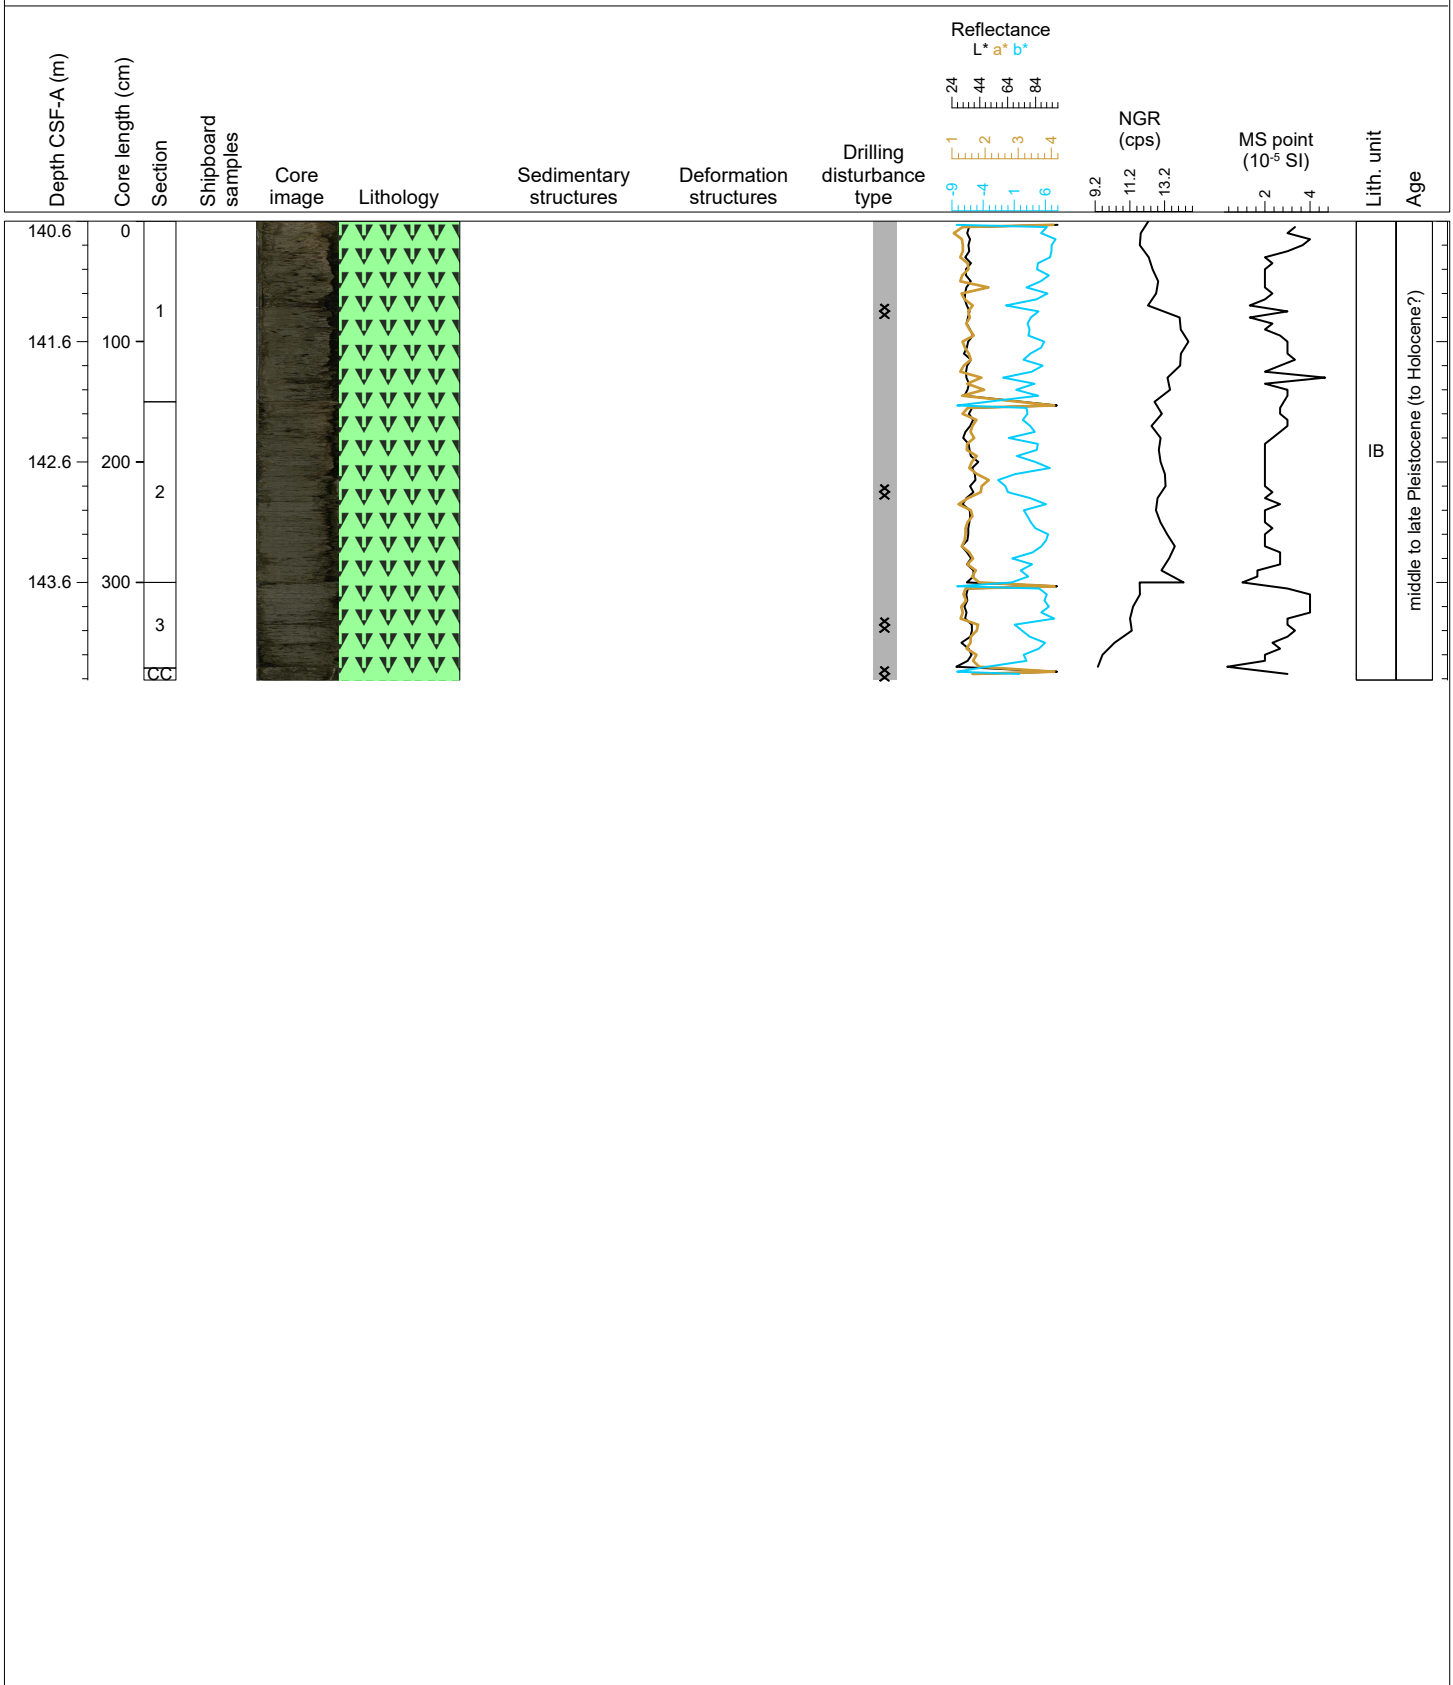 Reflectance
L* a* b*
Depth CSF-A (m)
Core length (cm)
Section
Shipboard
samples
Core
image
Lithology
Sedimentary
structures
Deformation
structures
Drilling
disturbance
type
24 44 64 84
1 2 3 4
-9 -4 1 6
NGR
(cps)
9.2 11.2 13.2
MS point
(10-5 SI)
2 4
Lith. unit
Age
140.6 0
1
141.6 100
142.6 200
2
143.6 300
3
CC
IB
middle to late Pleistocene (to Holocene?)